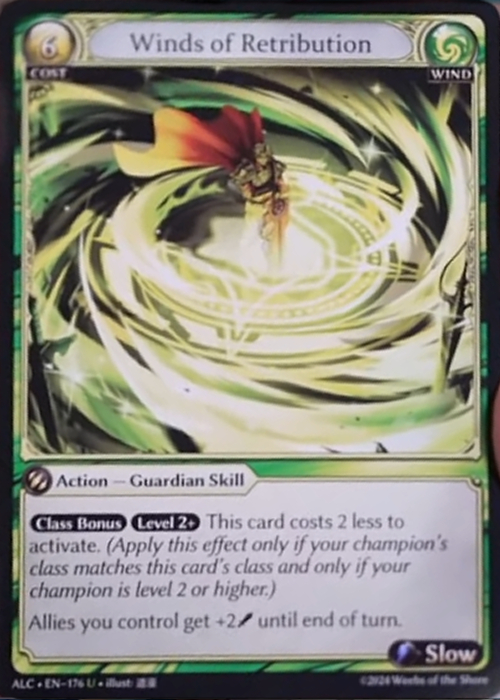 6
Winds of Retribution
COST
WIND
Action — Guardian Skill
Class Bonus Level 2+ This card costs 2 less to
activate. (Apply this effect only if your champion's
class matches this card's class and only if your
champion is level 2 or higher.)
Allies you control get +2 until end of turn.
Slow
ALC • EN-176 U • illust:
©2024 Weebs of the Shore